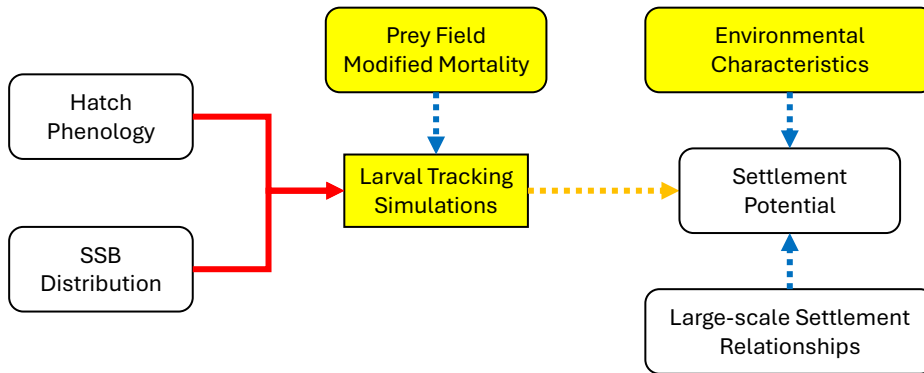 Prey Field
Modified Mortality
Environmental
Characteristics
Hatch
Phenology
Larval Tracking
Simulations
Settlement
Potential
SSB
Distribution
Large-scale Settlement
Relationships